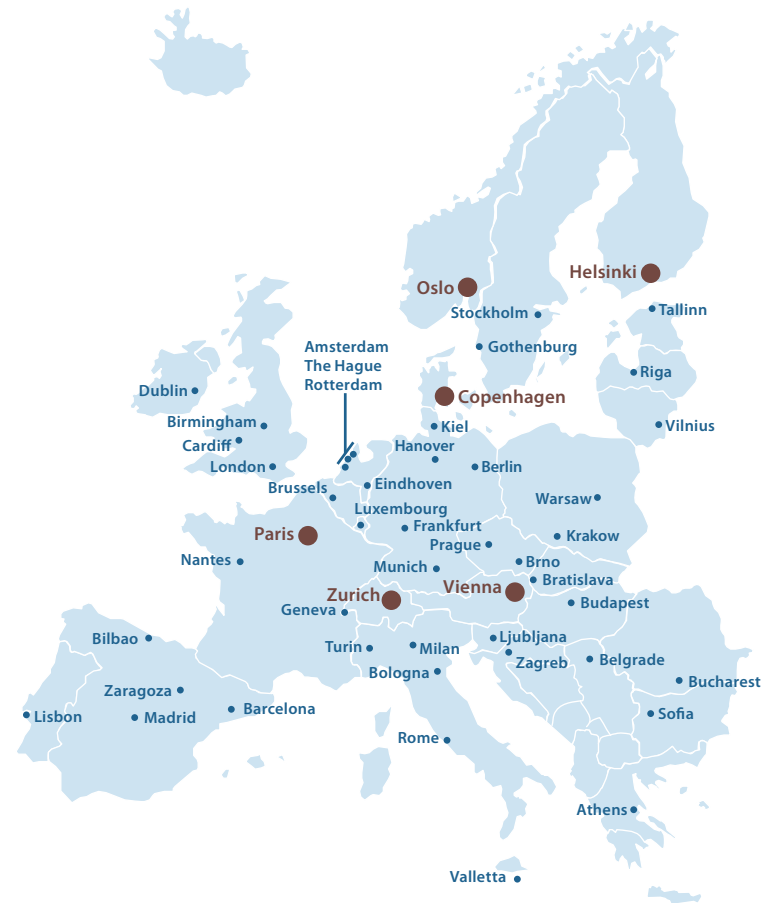 Helsinki
Oslo
Tallinn
Stockholm
Amsterdam
The Hague
Rotterdam
Gothenburg
Riga
Dublin
Copenhagen
Birmingham
Kiel
Vilnius
Cardiff
Hanover
London
Berlin
Brussels
Eindhoven
Warsaw
Luxembourg
Frankfurt
Paris
Krakow
Prague
Nantes
Brno
Munich
Bratislava
Vienna
Zurich
Budapest
Geneva
Bilbao
Ljubljana
Turin
Milan
Zagreb
Belgrade
Bologna
Bucharest
Zaragoza
Barcelona
Lisbon
Madrid
Sofia
Rome
Athens
Valletta